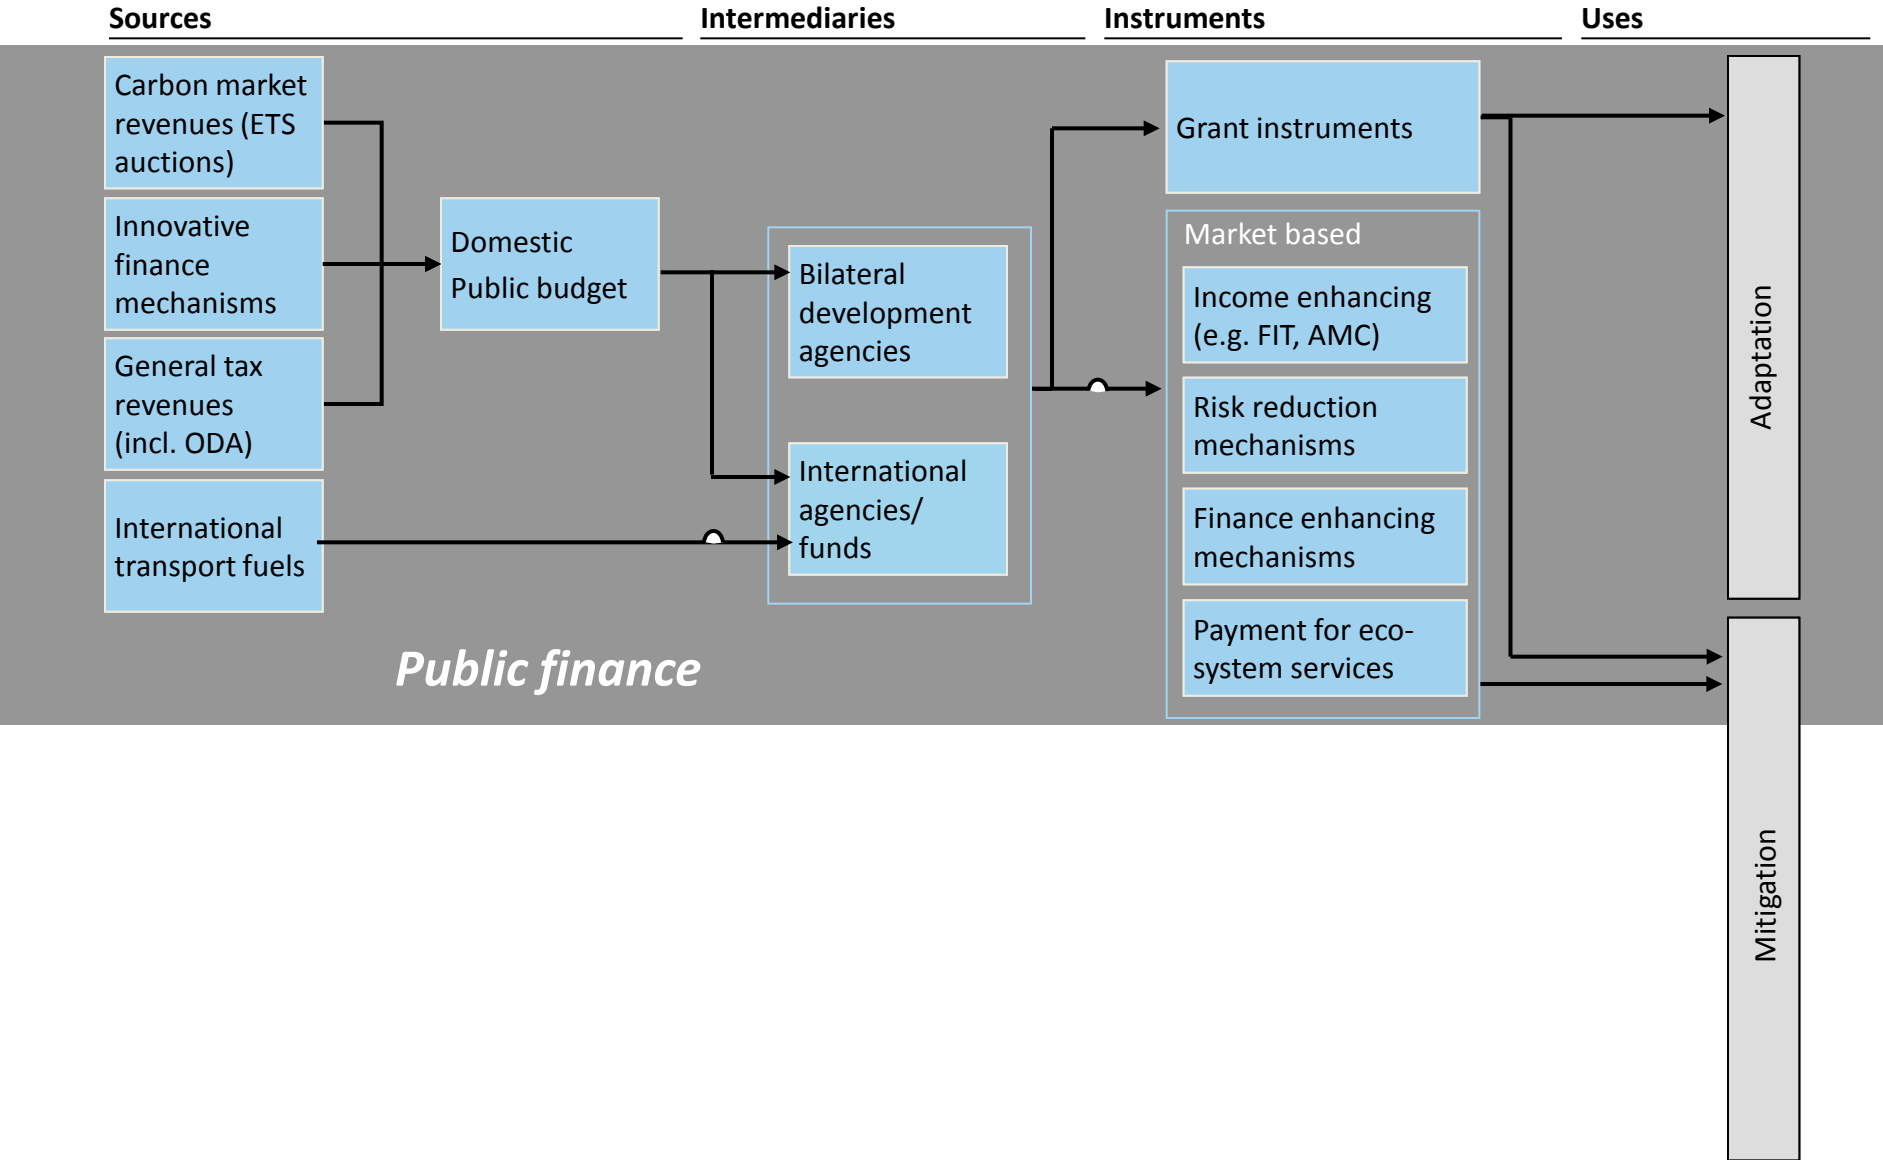 Sources
Intermediaries
Instruments
Uses
Carbon market
revenues (ETS
auctions)
Innovative
finance
mechanisms
General tax
revenues
(incl. ODA)
International
transport fuels
Domestic
Public budget
Bilateral
development
agencies
International
agencies/
funds
Grant instruments
Market based
Income enhancing
(e.g. FIT, AMC)
Risk reduction
mechanisms
Finance enhancing
mechanisms
Payment for eco-
system services
Adaptation
Mitigation
Public finance